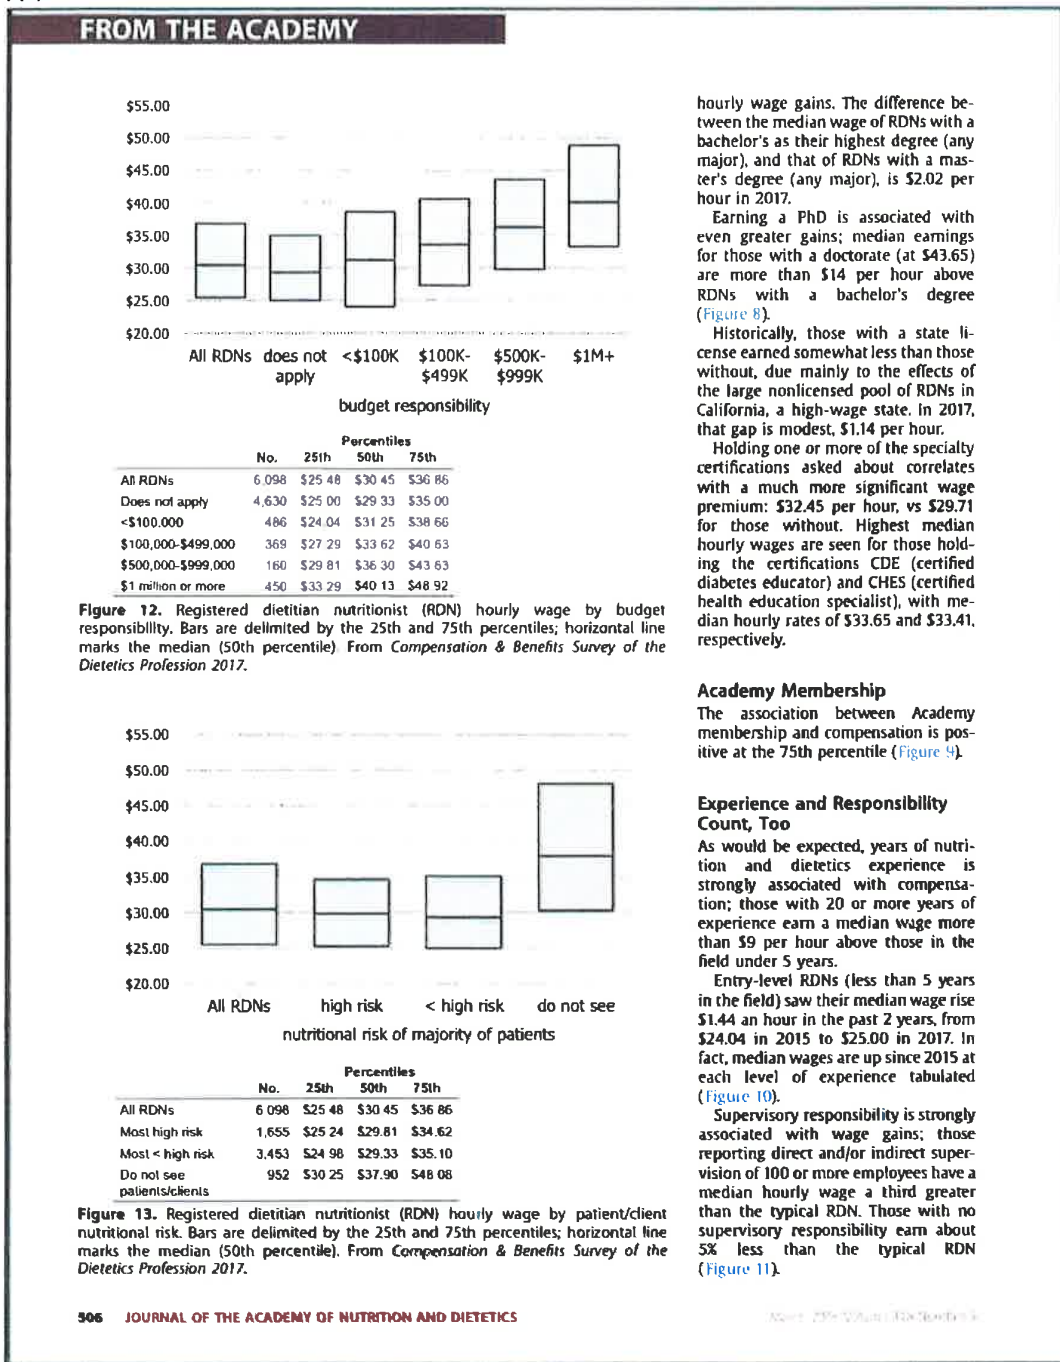 FROM THE ACADEMY
$55.00
$50.00
$45.00
$40.00
$35.00
$30.00
$25.00
$20.00
All RDNs does not apply <$100K $100K-$499K $500K-$999K $1M+
budget responsibility
Percentiles
No. 25th 50th 75th
All RDNs 6,098 $25 48 $30 45 $36 86
Does not apply 4,630 $25 00 $29 33 $35 00
<$100.000 486 $24 04 $31 25 $38 66
$100,000-$499,000 369 $27 29 $33 62 $40 63
$500,000-$999,000 160 $29 81 $36 30 $43 63
$1 million or more 450 $33 29 $40 13 $48 92
Figure 12. Registered dietitian nutritionist (RDN) hourly wage by budget
responsibility. Bars are delimited by the 25th and 75th percentiles; horizontal line
marks the median (50th percentile) From Compensation & Benefits Survey of the
Dietetics Profession 2017.
$55.00
$50.00
$45.00
$40.00
$35.00
$30.00
$25.00
$20.00
All RDNs high risk < high risk do not see
nutritional risk of majority of patients
Percentiles
No. 25th 50th 75th
All RDNs 6 098 $25 48 $30 45 $36 86
Most high risk 1,655 $25 24 $29.81 $34.62
Most < high risk 3,453 $24 98 $29.33 $35.10
Do not see 952 $30 25 $37.90 $48 08
patients/clients
Figure 13. Registered dietitian nutritionist (RDN) hourly wage by patient/client
nutritional risk. Bars are delimited by the 25th and 75th percentiles; horizontal line
marks the median (50th percentile). From Compensation & Benefits Survey of the
Dietetics Profession 2017.
hourly wage gains. The difference be-
tween the median wage of RDNs with a
bachelor's as their highest degree (any
major), and that of RDNs with a mas-
ter's degree (any major), is $2.02 per
hour in 2017.
Earning a PhD is associated with
even greater gains; median earnings
for those with a doctorate (at $43.65)
are more than $14 per hour above
RDNs with a bachelor's degree
(Figure 8).
Historically, those with a state li-
cense earned somewhat less than those
without, due mainly to the effects of
the large nonlicensed pool of RDNs in
California, a high-wage state. In 2017,
that gap is modest, $1.14 per hour.
Holding one or more of the specialty
certifications asked about correlates
with a much more significant wage
premium: $32.45 per hour, vs $29.71
for those without. Highest median
hourly wages are seen for those hold-
ing the certifications CDE (certified
diabetes educator) and CHES (certified
health education specialist), with me-
dian hourly rates of $33.65 and $33.41,
respectively.
Academy Membership
The association between Academy
membership and compensation is pos-
itive at the 75th percentile (Figure 9).
Experience and Responsibility
Count, Too
As would be expected, years of nutri-
tion and dietetics experience is
strongly associated with compensa-
tion; those with 20 or more years of
experience earn a median wage more
than $9 per hour above those in the
field under 5 years.
Entry-level RDNs (less than 5 years
in the field) saw their median wage rise
$1.44 an hour in the past 2 years, from
$24.04 in 2015 to $25.00 in 2017. In
fact, median wages are up since 2015 at
each level of experience tabulated
(Figure 10).
Supervisory responsibility is strongly
associated with wage gains; those
reporting direct and/or indirect super-
vision of 100 or more employees have a
median hourly wage a third greater
than the typical RDN. Those with no
supervisory responsibility earn about
5% less than the typical RDN
(Figure 11).
506 JOURNAL OF THE ACADEMY OF NUTRITION AND DIETETICS